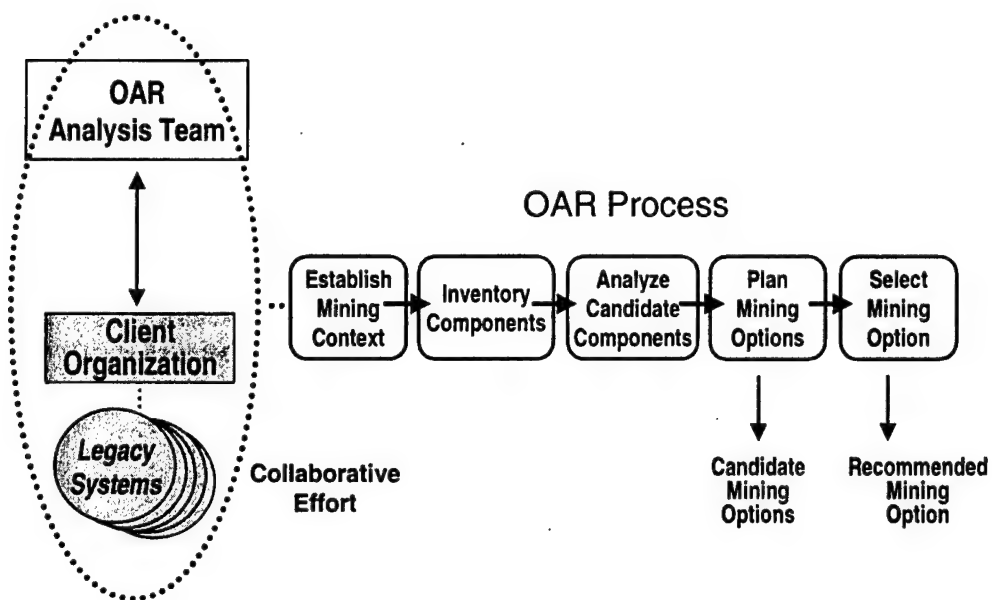 OAR
Analysis Team
Client
Organization
Legacy
Systems
Collaborative
Effort
OAR Process
Establish
Mining
Context
Inventory
Components
Analyze
Candidate
Components
Plan
Mining
Options
Select
Mining
Option
Candidate
Mining
Options
Recommended
Mining
Option